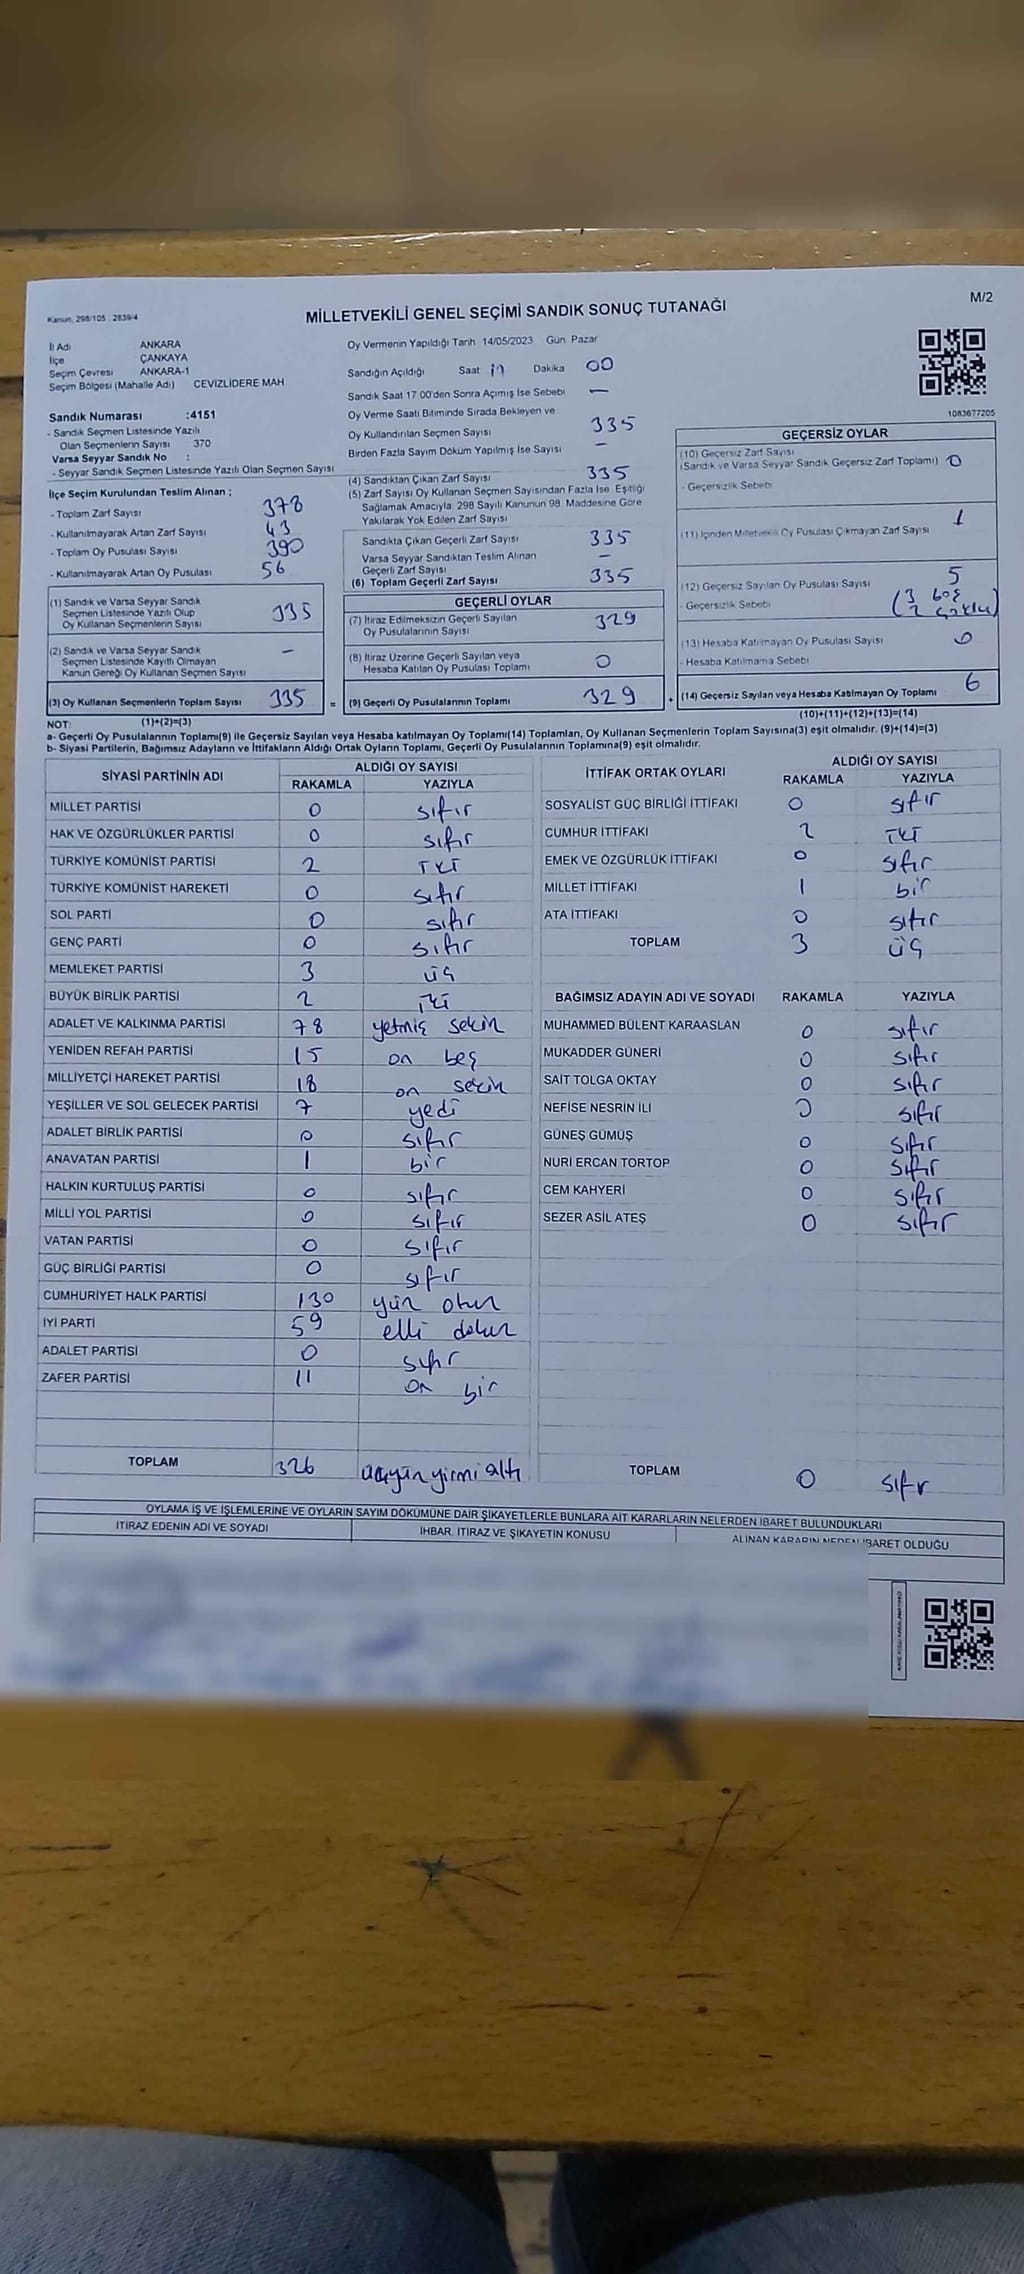 M/2
Kanun, 298/105 , 2839/4
MİLLETVEKİLİ GENEL SEÇİMİ SANDIK SONUÇ TUTANAĞI
İl Adı ANKARA
İlçe ÇANKAYA
Seçim Çevresi ANKARA-1
Seçim Bölgesi (Mahalle Adı) CEVİZLİDERE MAH
Sandık Numarası :4151
- Sandık Seçmen Listesinde Yazılı
Olan Seçmenlerin Sayısı 370
Varsa Seyyar Sandık No :
- Seyyar Sandık Seçmen Listesinde Yazılı Olan Seçmen Sayısı
İlçe Seçim Kurulundan Teslim Alınan ;
- Toplam Zarf Sayısı 378
- Kullanılmayarak Artan Zarf Sayısı 43
- Toplam Oy Pusulası Sayısı 390
- Kullanılmayarak Artan Oy Pusulası 56
(1) Sandık ve Varsa Seyyar Sandık
Seçmen Listesinde Yazılı Olup
Oy Kullanan Seçmenlerin Sayısı 335
(2) Sandık ve Varsa Seyyar Sandık
Seçmen Listesinde Kayıtlı Olmayan
Kanun Gereği Oy Kullanan Seçmen Sayısı -
(3) Oy Kullanan Seçmenlerin Toplam Sayısı 335 =
Oy Vermenin Yapıldığı Tarih 14/05/2023 Gün Pazar
Sandığın Açıldığı Saat 17 Dakika 00
Sandık Saat 17 00'den Sonra Açımış İse Sebebi —
Oy Verme Saati Bitiminde Sırada Bekleyen ve
Oy Kullandırılan Seçmen Sayısı 335
Birden Fazla Sayım Döküm Yapılmış İse Sayısı —
(4) Sandıktan Çıkan Zarf Sayısı 335
(5) Zarf Sayısı Oy Kullanan Seçmen Sayısından Fazla İse Eşitliği
Sağlamak Amacıyla 298 Sayılı Kanunun 98 Maddesine Göre
Yakılarak Yok Edilen Zarf Sayısı
Sandıkta Çıkan Geçerli Zarf Sayısı 335
Varsa Seyyar Sandıktan Teslim Alınan
Geçerli Zarf Sayısı —
(6) Toplam Geçerli Zarf Sayısı 335
GEÇERLİ OYLAR
(7) İtiraz Edilmeksizin Geçerli Sayılan
Oy Pusulalarının Sayısı 329
(8) İtiraz Üzerine Geçerli Sayılan veya
Hesaba Katılan Oy Pusulası Toplamı 0
(9) Geçerli Oy Pusulalarının Toplamı 329 +
1083677205
GEÇERSİZ OYLAR
(10) Geçersiz Zarf Sayısı
(Sandık ve Varsa Seyyar Sandık Geçersiz Zarf Toplamı) 0
- Geçersizlik Sebebi
(11) İçinden Milletvekili Oy Pusulası Çıkmayan Zarf Sayısı 1
(12) Geçersiz Sayılan Oy Pusulası Sayısı 5
- Geçersizlik Sebebi (3 boş
2 çoklu)
(13) Hesaba Katılmayan Oy Pusulası Sayısı 0
- Hesaba Katılmama Sebebi
(14) Geçersiz Sayılan veya Hesaba Katılmayan Oy Toplamı 6
NOT: (1)+(2)=(3) (10)+(11)+(12)+(13)=(14)
a- Geçerli Oy Pusulalarının Toplamı(9) ile Geçersiz Sayılan veya Hesaba katılmayan Oy Toplamı(14) Toplamları, Oy Kullanan Seçmenlerin Toplam Sayısına(3) eşit olmalıdır. (9)+(14)=(3)
b- Siyasi Partilerin, Bağımsız Adayların ve İttifakların Aldığı Ortak Oyların Toplamı, Geçerli Oy Pusulalarının Toplamına(9) eşit olmalıdır.
SİYASİ PARTİNİN ADI ALDIĞI OY SAYISI
RAKAMLA YAZIYLA
MİLLET PARTİSİ 0 sıfır
HAK VE ÖZGÜRLÜKLER PARTİSİ 0 sıfır
TÜRKİYE KOMÜNİST PARTİSİ 2 İKİ
TÜRKİYE KOMÜNİST HAREKETİ 0 sıfır
SOL PARTİ 0 sıfır
GENÇ PARTİ 0 sıfır
MEMLEKET PARTİSİ 3 üç
BÜYÜK BİRLİK PARTİSİ 2 İki
ADALET VE KALKINMA PARTİSİ 78 yetmiş sekiz
YENİDEN REFAH PARTİSİ 15 on beş
MİLLİYETÇİ HAREKET PARTİSİ 18 on sekiz
YEŞİLLER VE SOL GELECEK PARTİSİ 7 yedi
ADALET BİRLİK PARTİSİ 0 sıfır
ANAVATAN PARTİSİ 1 bir
HALKIN KURTULUŞ PARTİSİ 0 sıfır
MİLLİ YOL PARTİSİ 0 sıfır
VATAN PARTİSİ 0 sıfır
GÜÇ BİRLİĞİ PARTİSİ 0 sıfır
CUMHURİYET HALK PARTİSİ 130 yüz otuz
İYİ PARTİ 59 elli dokuz
ADALET PARTİSİ 0 sıfır
ZAFER PARTİSİ 11 on bir
TOPLAM 326 üçyüzyirmi altı
İTTİFAK ORTAK OYLARI ALDIĞI OY SAYISI
RAKAMLA YAZIYLA
SOSYALİST GÜÇ BİRLİĞİ İTTİFAKI 0 sıfır
CUMHUR İTTİFAKI 2 İKİ
EMEK VE ÖZGÜRLÜK İTTİFAKI 0 sıfır
MİLLET İTTİFAKI 1 bir
ATA İTTİFAKI 0 sıfır
TOPLAM 3 üç
BAĞIMSIZ ADAYIN ADI VE SOYADI RAKAMLA YAZIYLA
MUHAMMED BÜLENT KARAASLAN 0 sıfır
MUKADDER GÜNERİ 0 sıfır
SAİT TOLGA OKTAY 0 sıfır
NEFİSE NESRİN İLİ 0 sıfır
GÜNEŞ GÜMÜŞ 0 sıfır
NURİ ERCAN TORTOP 0 sıfır
CEM KAHYERİ 0 sıfır
SEZER ASİL ATEŞ 0 sıfır
TOPLAM 0 sıfır
OYLAMA İŞ VE İŞLEMLERİNE VE OYLARIN SAYIM DÖKÜMÜNE DAİR ŞİKAYETLERLE BUNLARA AİT KARARLARIN NELERDEN İBARET BULUNDUKLARI
İTİRAZ EDENİN ADI VE SOYADI İHBAR, İTİRAZ VE ŞİKAYETİN KONUSU ALINAN KARARIN NEDEN İBARET OLDUĞU